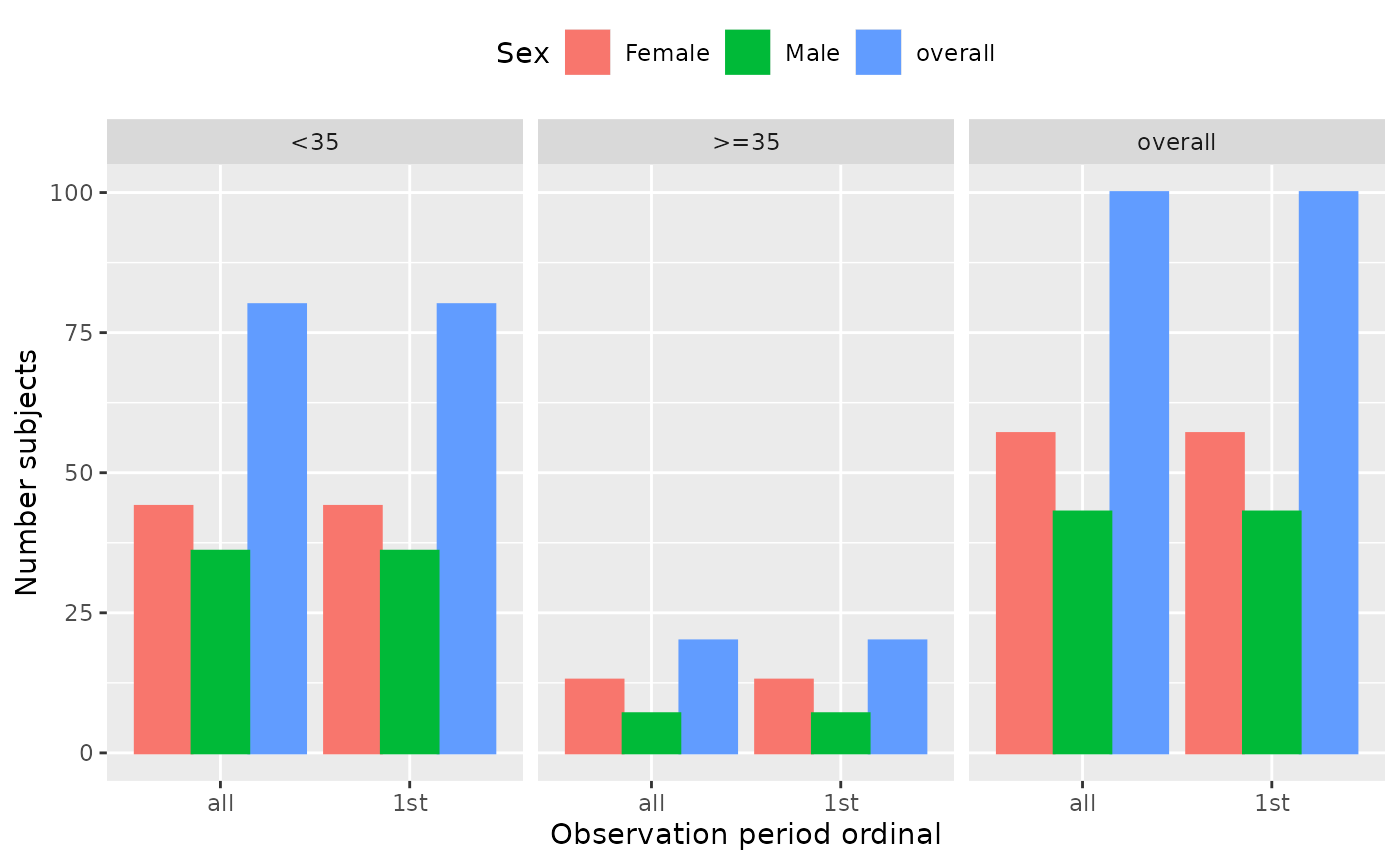 Sex Female Male overall
<35 >=35 overall
100
75
50
25
0
Number subjects
all 1st all 1st all 1st
Observation period ordinal